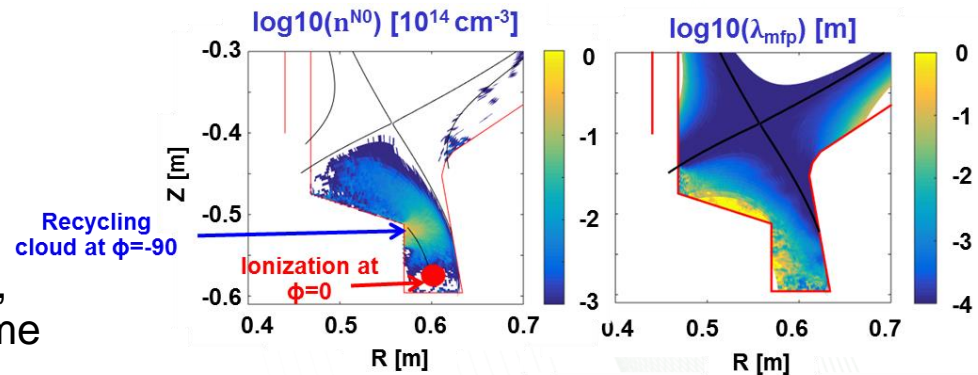 log10(n^N0) [10^14 cm^-3]
log10(λmfp) [m]
-0.3
-0.4
-0.5
-0.6
Z [m]
0.4
0.5
0.6
0.7
R [m]
0
-1
-2
-3
0.4
0.5
0.6
0.7
R [m]
0
-1
-2
-3
-4
Recycling
cloud at ϕ=-90
Ionization at
ϕ=0
,
me